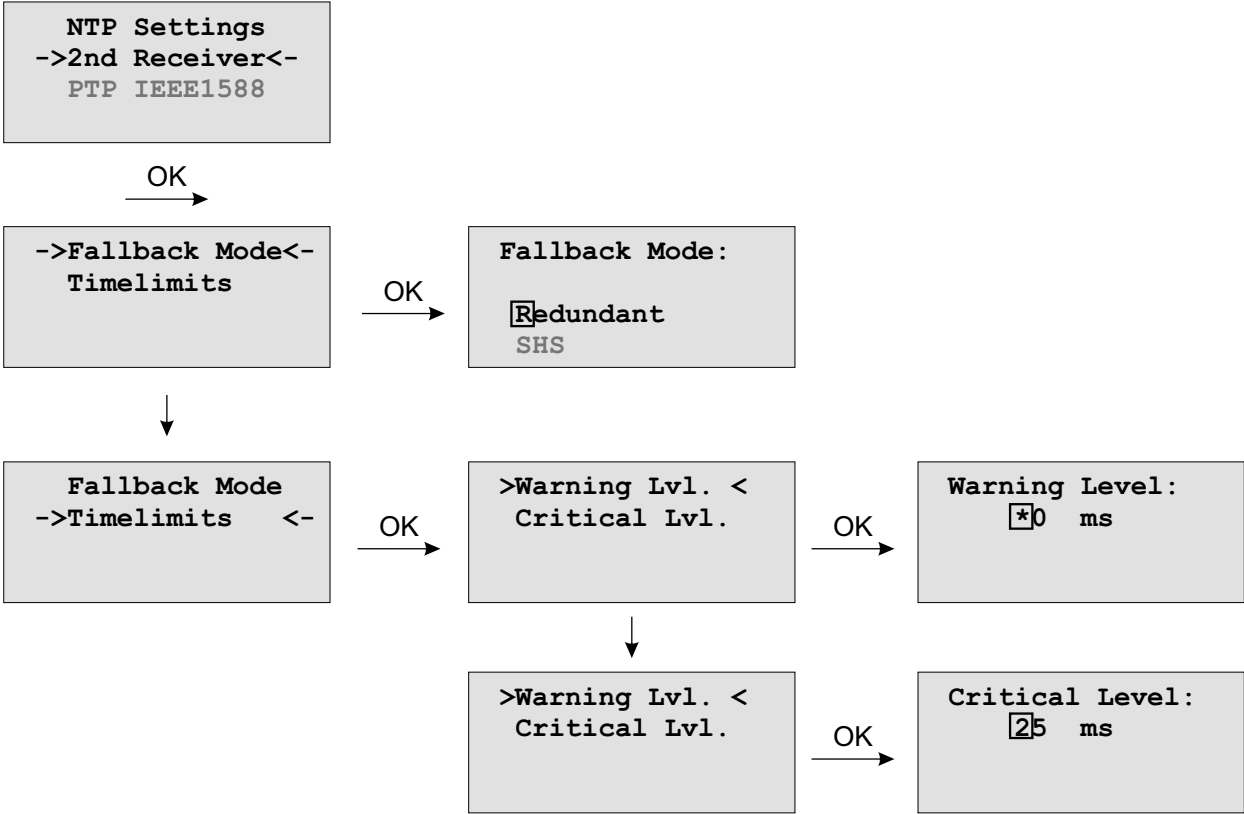 NTP Settings
->2nd Receiver<-
PTP IEEE1588
OK
->Fallback Mode<-
Timelimits
OK
Fallback Mode:
Redundant
SHS
Fallback Mode
->Timelimits <-
OK
>Warning Lvl. <
Critical Lvl.
OK
Warning Level:
*0 ms
>Warning Lvl. <
Critical Lvl.
OK
Critical Level:
25 ms